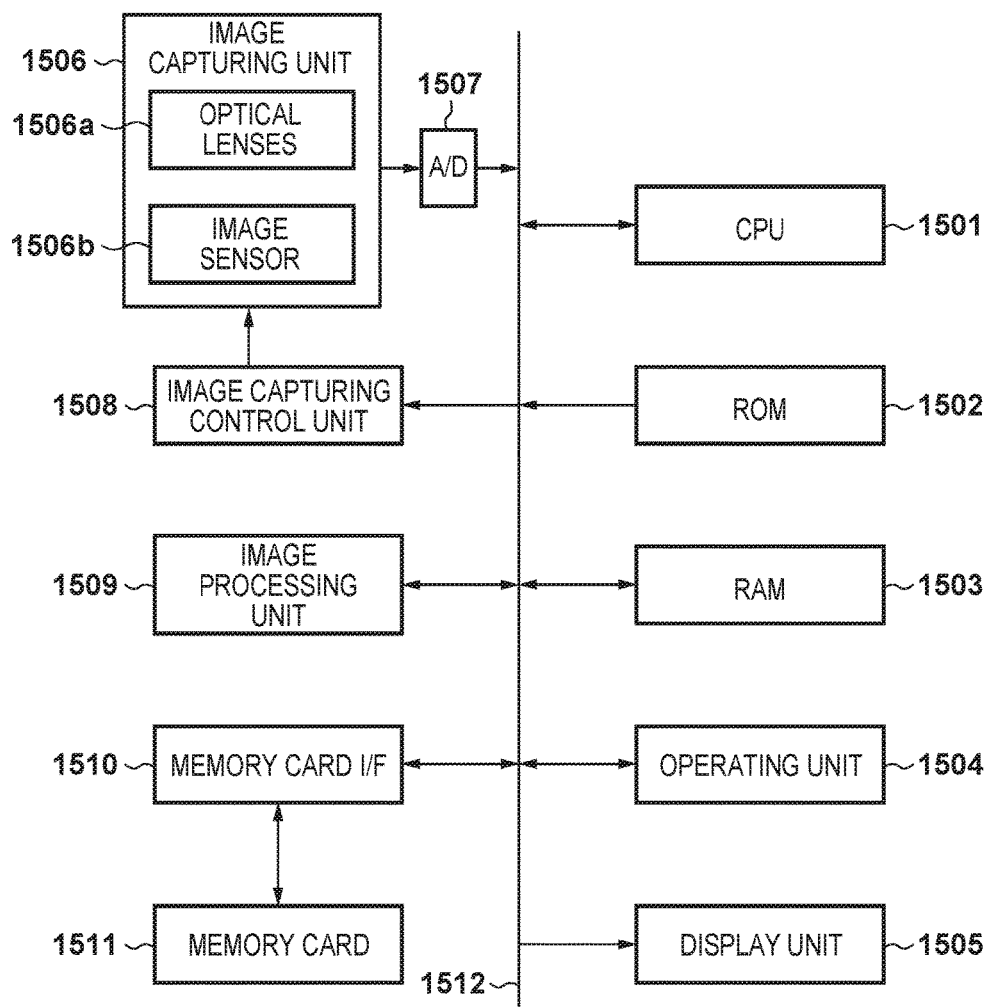 1506
IMAGE
CAPTURING UNIT
1506a
OPTICAL
LENSES
1506b
IMAGE
SENSOR
1507
A/D
CPU
1501
1508
IMAGE CAPTURING
CONTROL UNIT
ROM
1502
1509
IMAGE
PROCESSING
UNIT
RAM
1503
1510
MEMORY CARD I/F
OPERATING UNIT
1504
1511
MEMORY CARD
1512
DISPLAY UNIT
1505